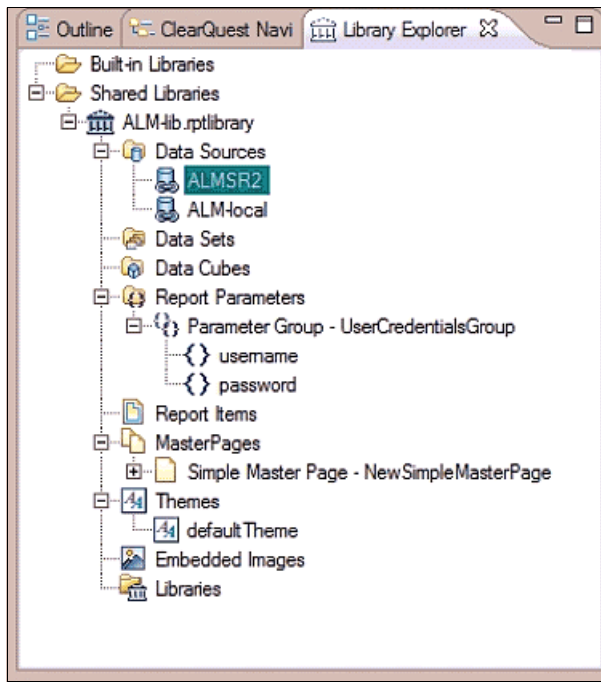 Outline ClearQuest Navi Library Explorer
Built-in Libraries
Shared Libraries
ALM-lib.rptlibrary
Data Sources
ALMSR2
ALM-local
Data Sets
Data Cubes
Report Parameters
Parameter Group - UserCredentialsGroup
username
password
Report Items
MasterPages
Simple Master Page - NewSimpleMasterPage
Themes
defaultTheme
Embedded Images
Libraries